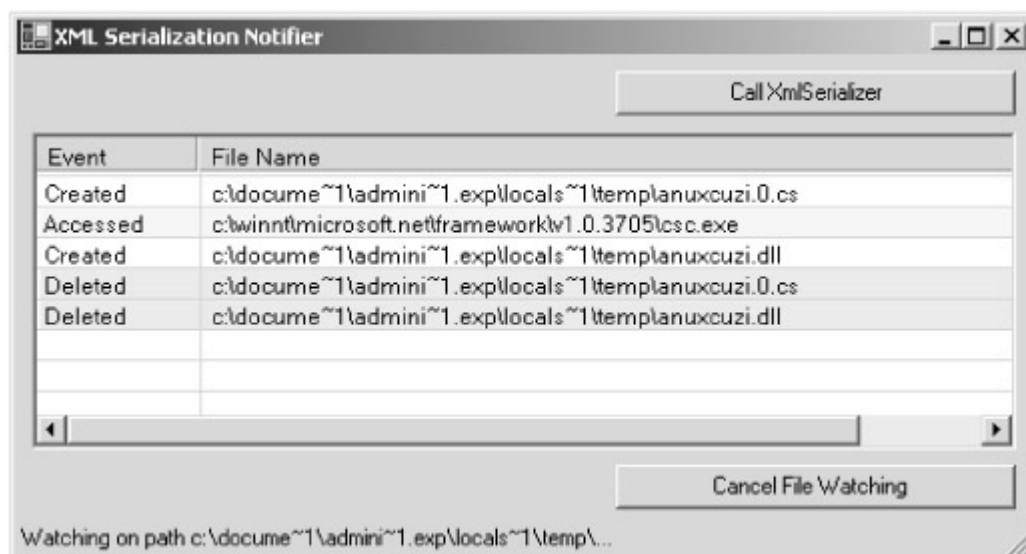 XML Serialization Notifier
Call XmlSerializer
Event File Name
Created c:\docume~1\admini~1.exp\locals~1\temp\anuxcuzi.0.cs
Accessed c:\winnt\microsoft.net\framework\v1.0.3705\csc.exe
Created c:\docume~1\admini~1.exp\locals~1\temp\anuxcuzi.dll
Deleted c:\docume~1\admini~1.exp\locals~1\temp\anuxcuzi.0.cs
Deleted c:\docume~1\admini~1.exp\locals~1\temp\anuxcuzi.dll
Cancel File Watching
Watching on path c:\docume~1\admini~1.exp\locals~1\temp\...